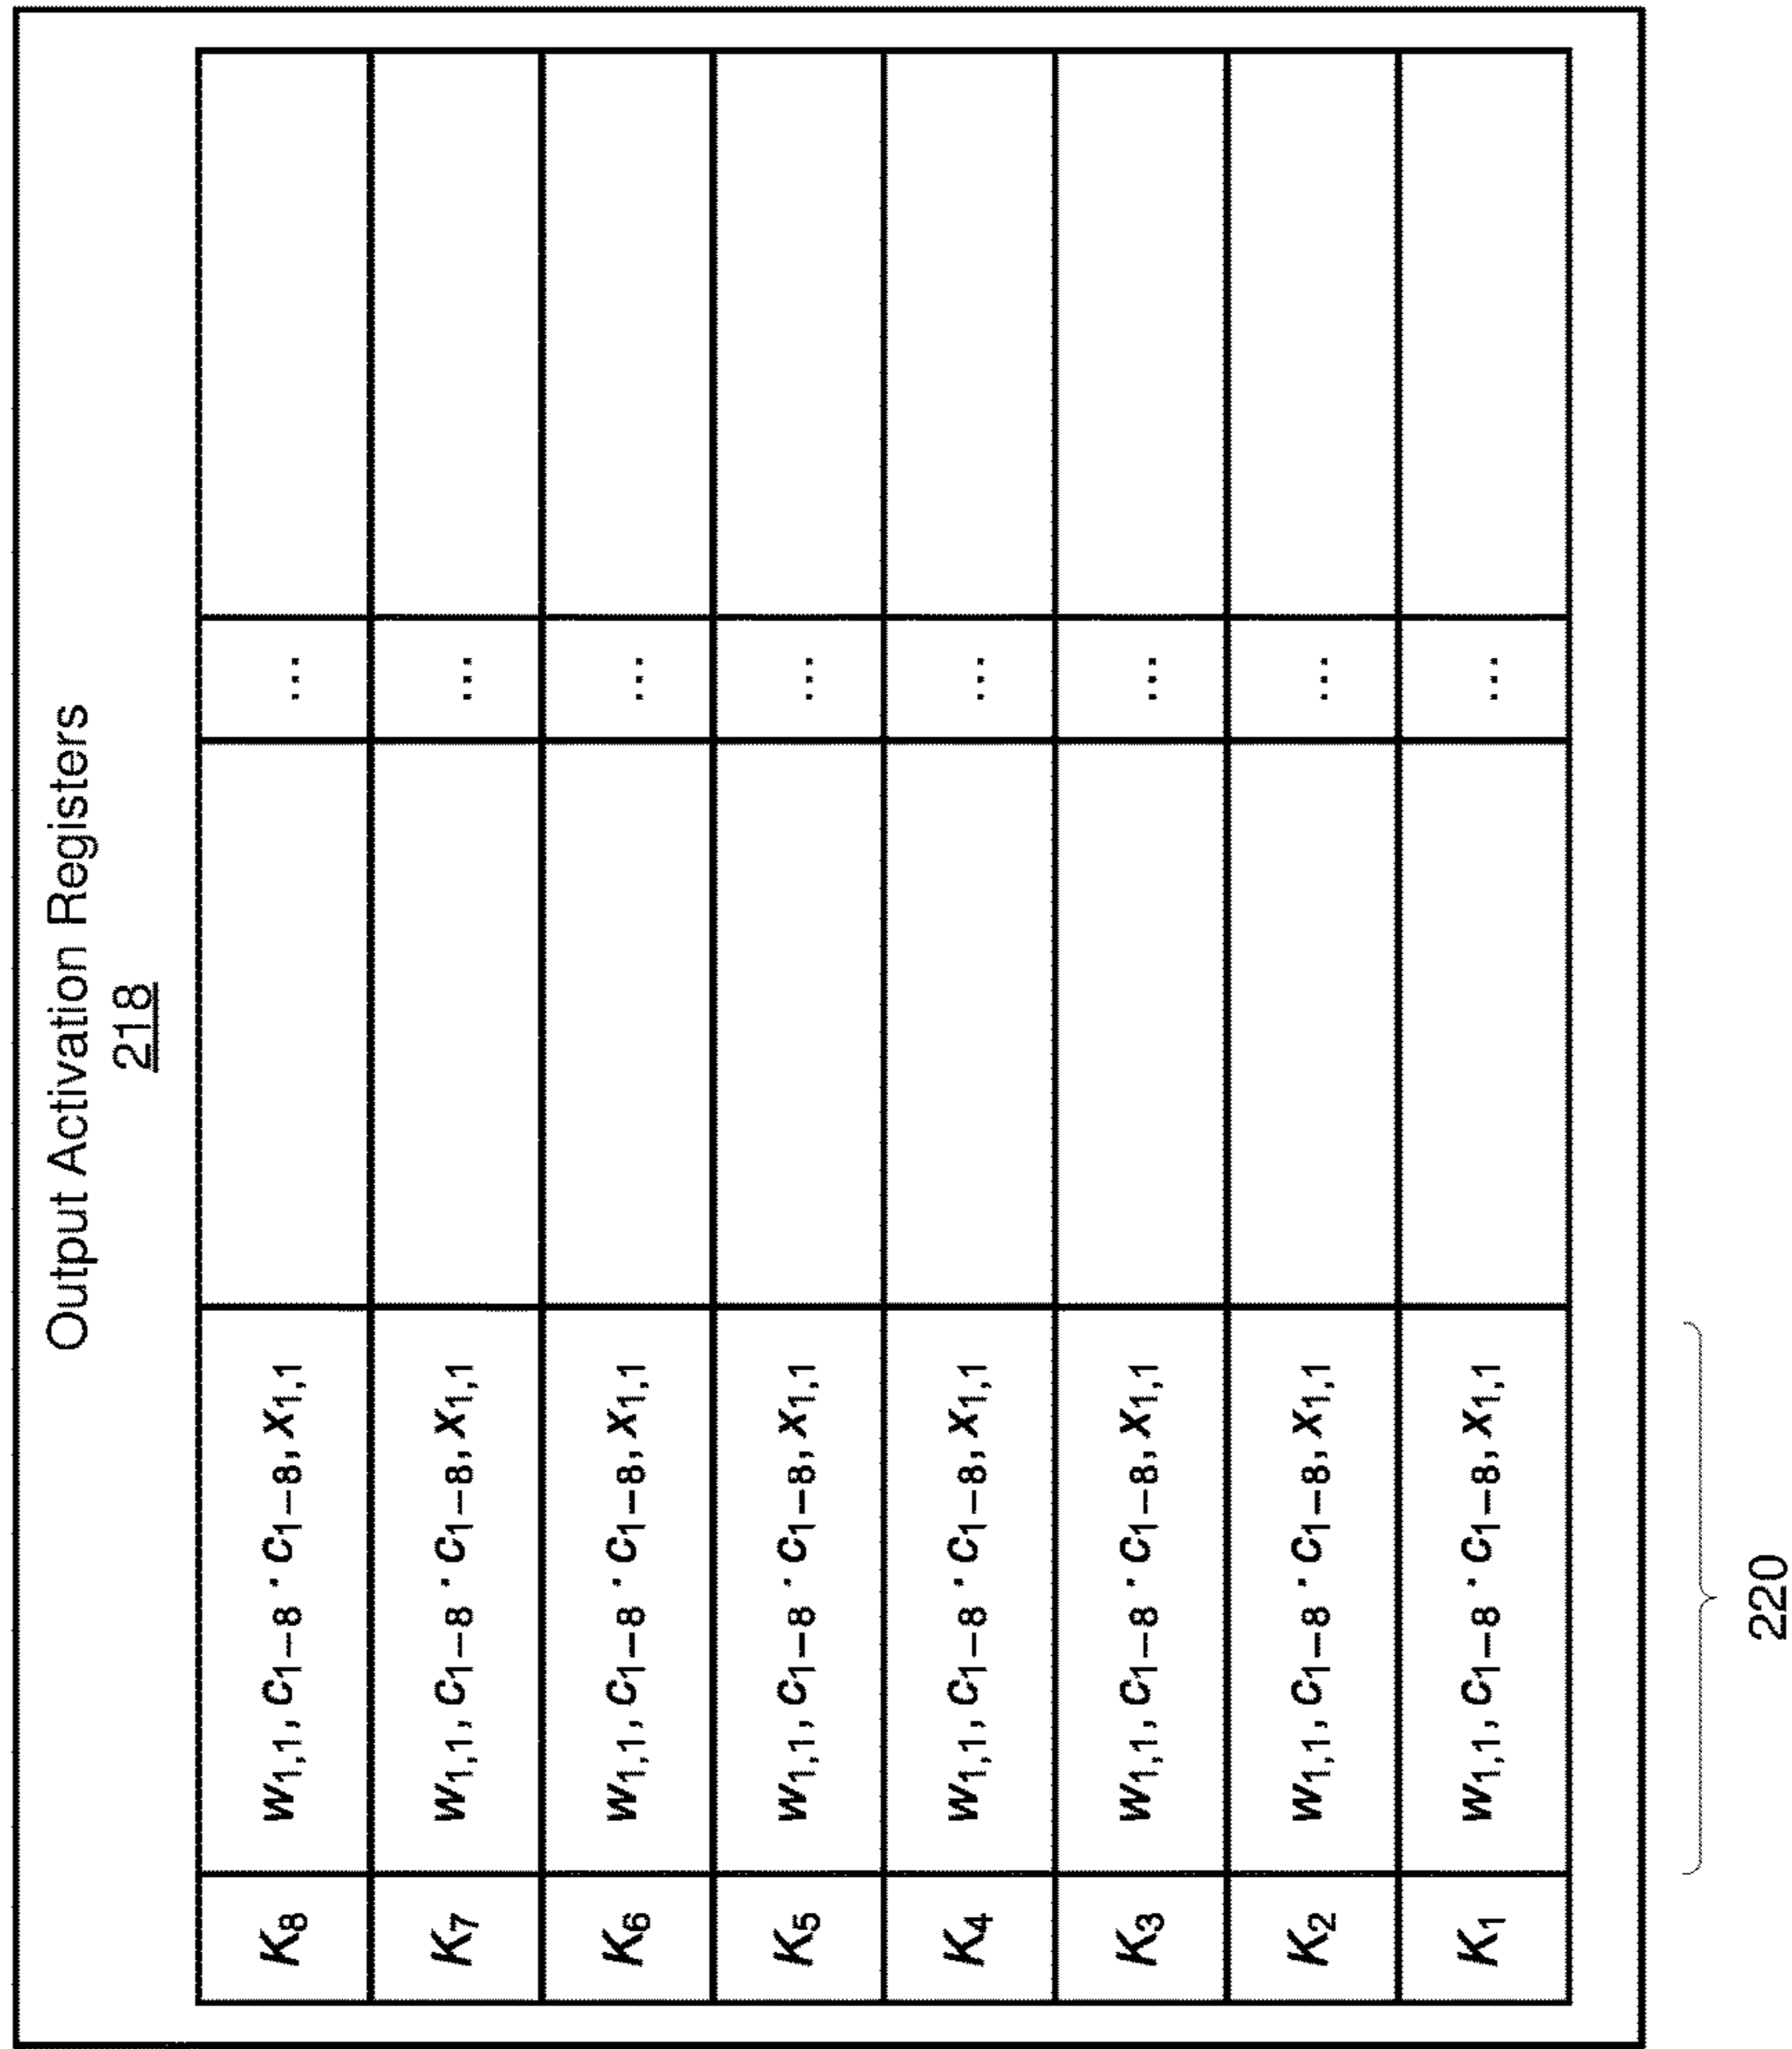 Output Activation Registers
218
K₈ w₁,₁, c₁₋₈ · c₁₋₈, x₁,₁ ...
K₇ w₁,₁, c₁₋₈ · c₁₋₈, x₁,₁ ...
K₆ w₁,₁, c₁₋₈ · c₁₋₈, x₁,₁ ...
K₅ w₁,₁, c₁₋₈ · c₁₋₈, x₁,₁ ...
K₄ w₁,₁, c₁₋₈ · c₁₋₈, x₁,₁ ...
K₃ w₁,₁, c₁₋₈ · c₁₋₈, x₁,₁ ...
K₂ w₁,₁, c₁₋₈ · c₁₋₈, x₁,₁ ...
K₁ w₁,₁, c₁₋₈ · c₁₋₈, x₁,₁ ...
220